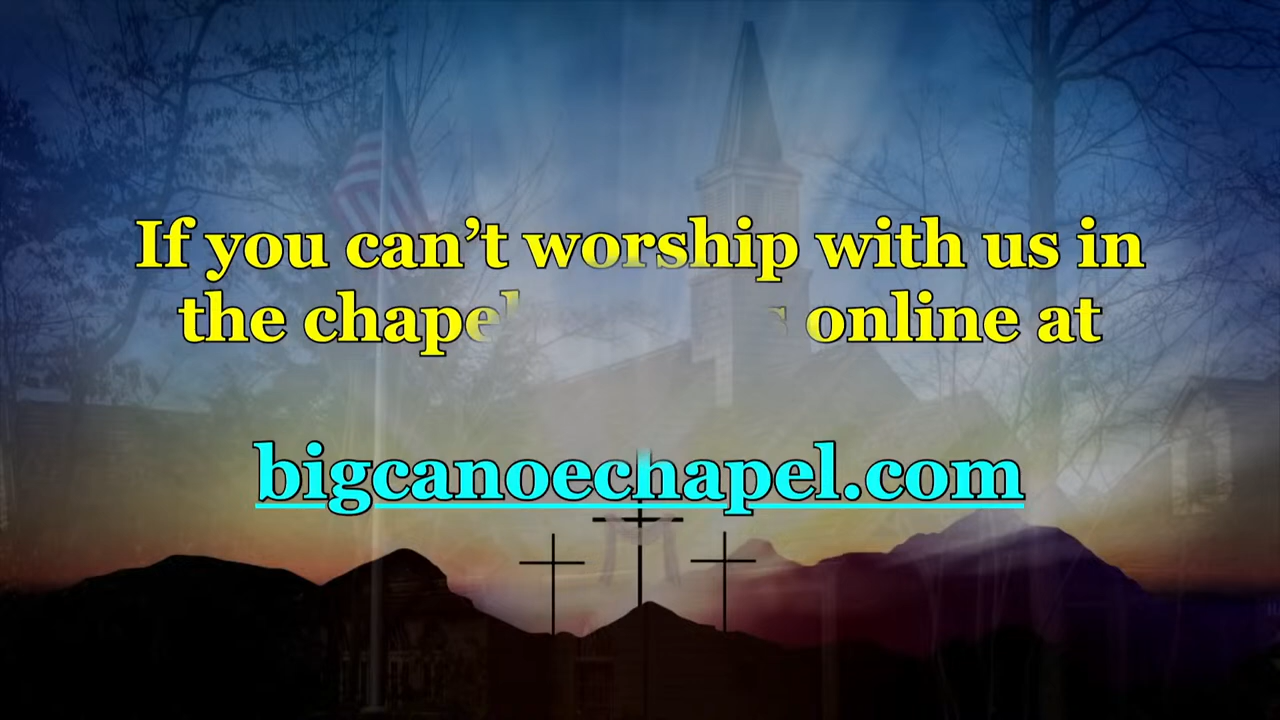 If you can't worship with us in
the chapel online at
bigcanoechapel.com